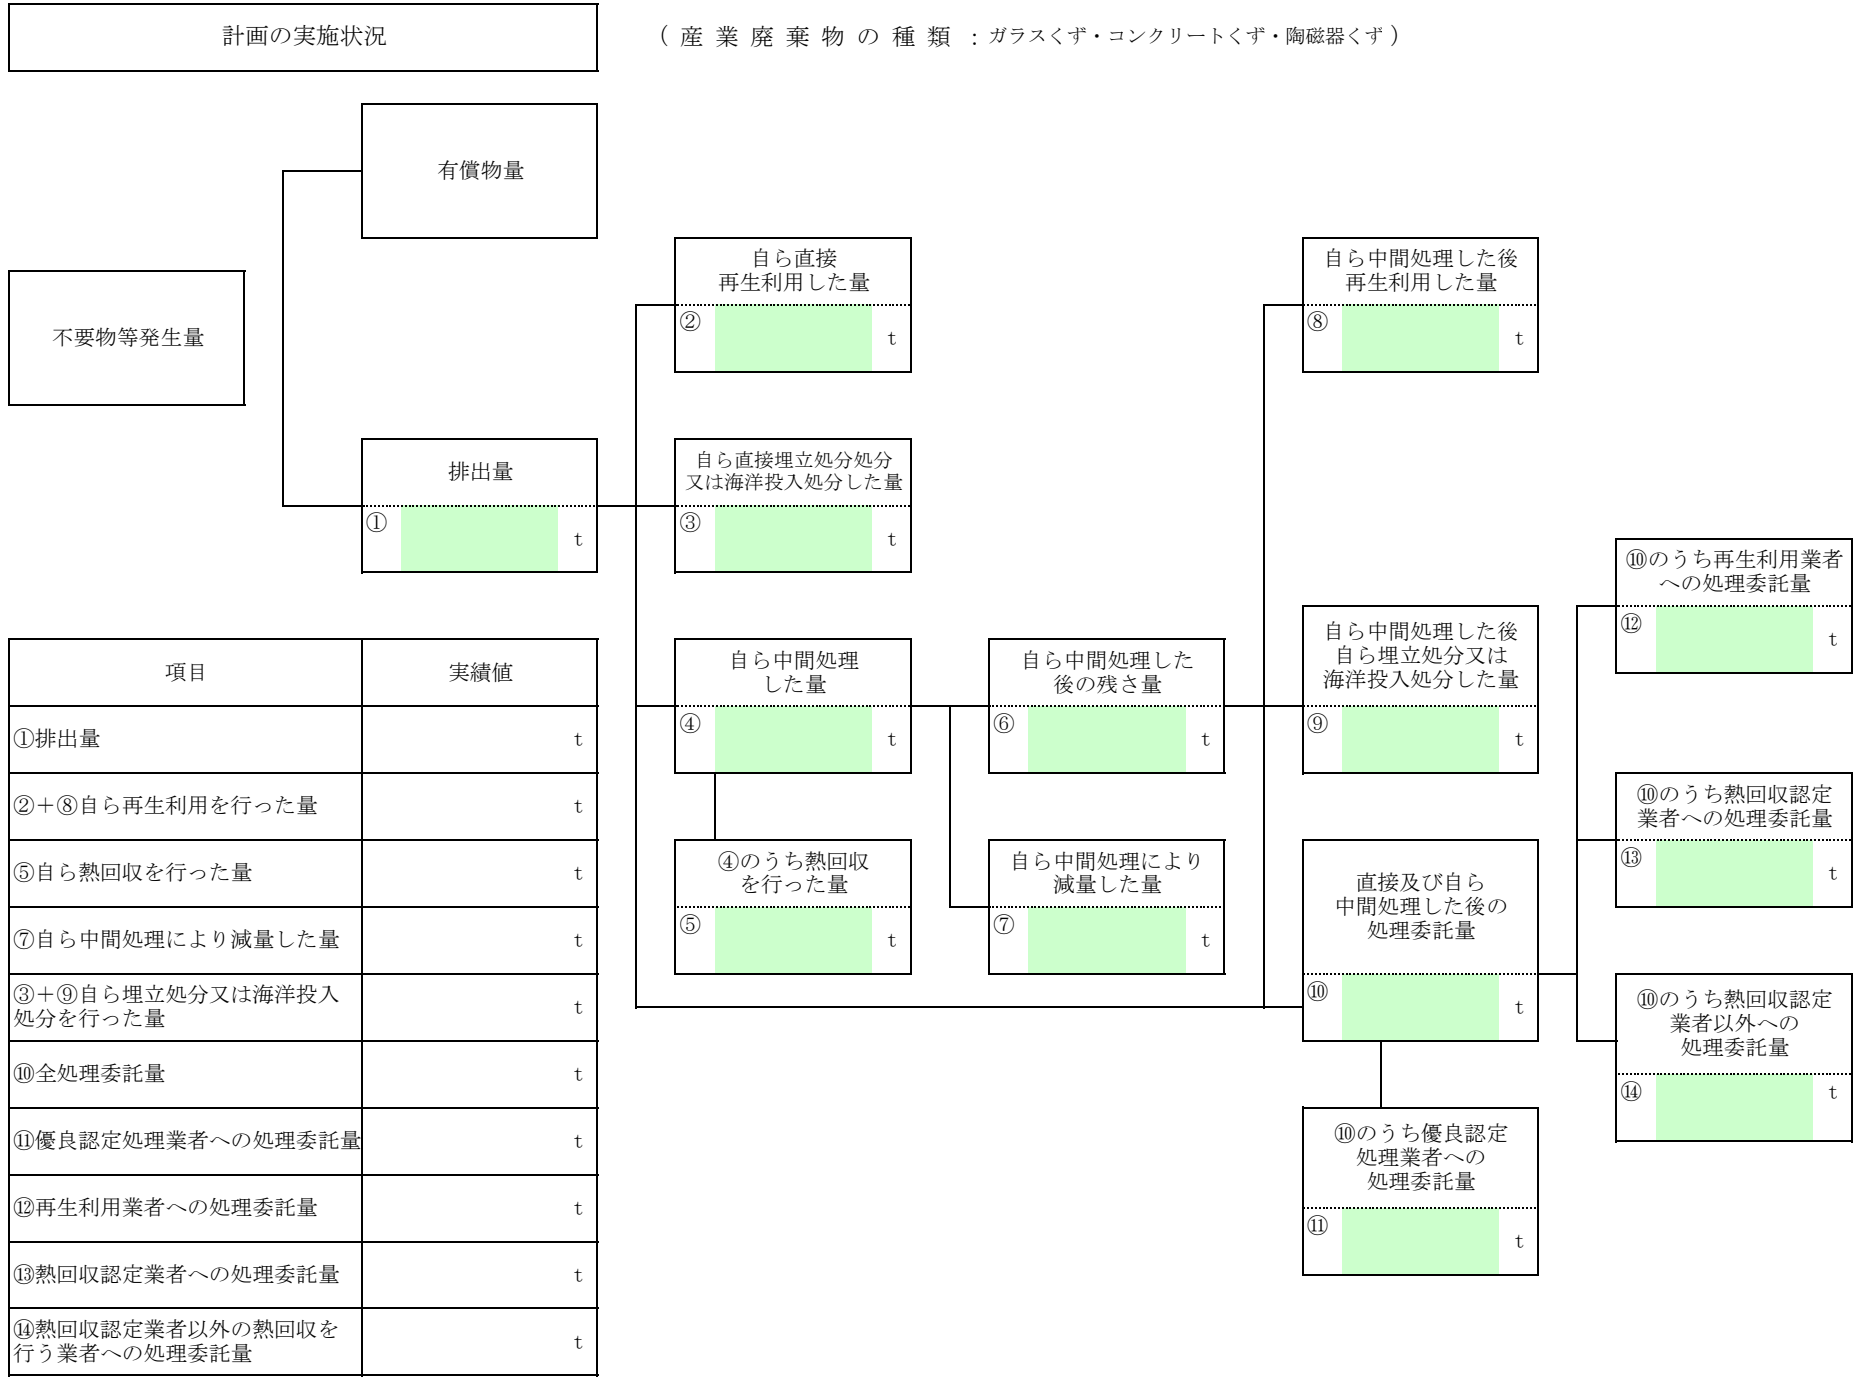 計画の実施状況
（産業廃棄物の種類：ガラスくず・コンクリートくず・陶磁器くず）
有償物量
不要物等発生量
排出量
①
t
自ら直接
再生利用した量
②
t
自ら直接埋立処分処分
又は海洋投入処分した量
③
t
自ら中間処理
した量
④
t
④のうち熱回収
を行った量
⑤
t
自ら中間処理した
後の残さ量
⑥
t
自ら中間処理により
減量した量
⑦
t
自ら中間処理した後
再生利用した量
⑧
t
自ら中間処理した後
自ら埋立処分又は
海洋投入処分した量
⑨
t
直接及び自ら
中間処理した後の
処理委託量
⑩
t
⑩のうち優良認定
処理業者への
処理委託量
⑪
t
⑩のうち再生利用業者
への処理委託量
⑫
t
⑩のうち熱回収認定
業者への処理委託量
⑬
t
⑩のうち熱回収認定
業者以外への
処理委託量
⑭
t
項目 実績値
①排出量 t
②＋⑧自ら再生利用を行った量 t
⑤自ら熱回収を行った量 t
⑦自ら中間処理により減量した量 t
③＋⑨自ら埋立処分又は海洋投入
処分を行った量 t
⑩全処理委託量 t
⑪優良認定処理業者への処理委託量 t
⑫再生利用業者への処理委託量 t
⑬熱回収認定業者への処理委託量 t
⑭熱回収認定業者以外の熱回収を
行う業者への処理委託量 t